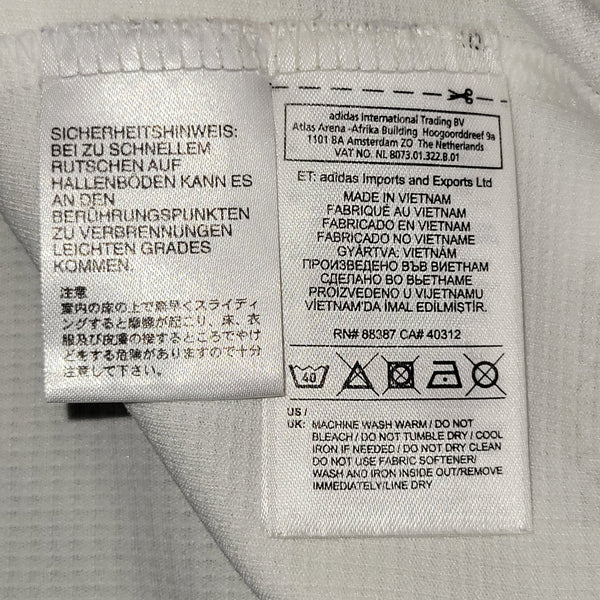 SICHERHEITSHINWEIS:
BEI ZU SCHNELLEM
RUTSCHEN AUF
HALLENBÖDEN KANN ES
AN DEN
BERÜHRUNGSPUNKTEN
ZU VERBRENNUNGEN
LEICHTEN GRADES
KOMMEN.
注意
室内の床の上で素早くスライディ
ングすると摩擦が起こり、床、衣
服及び皮膚の接するところでやけ
どをする危険がありますので十分
注意して下さい。
adidas International Trading BV
Atlas Arena -Afrika Building Hoogoorddreef 9a
1101 BA Amsterdam ZO The Netherlands
VAT NO. NL 8073.01.322.B.01
ET: adidas Imports and Exports Ltd
MADE IN VIETNAM
FABRIQUÉ AU VIETNAM
FABRICADO EN VIETNAM
FABRICADO NO VIETNAME
GYÁRTVA: VIETNÁM
ПРОИЗВЕДЕНО ВЪВ ВИЕТНАМ
СДЕЛАНО ВО ВЬЕТНАМЕ
PROIZVEDENO U VIJETNAMU
VİETNAM'DA IMAL EDİLMİŞTİR.
RN# 88387 CA# 40312
40
US /
UK: MACHINE WASH WARM / DO NOT
BLEACH / DO NOT TUMBLE DRY / COOL
IRON IF NEEDED / DO NOT DRY CLEAN
DO NOT USE FABRIC SOFTENER/
WASH AND IRON INSIDE OUT/REMOVE
IMMEDIATELY/LINE DRY